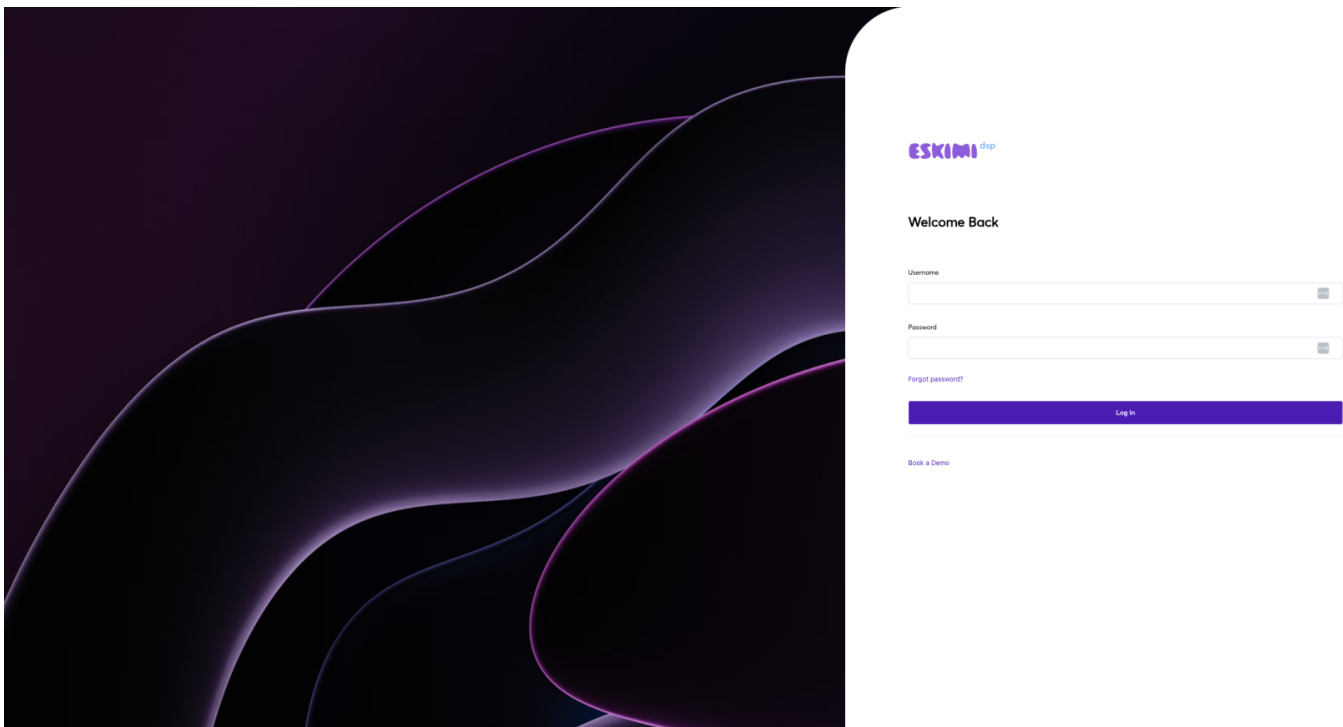 ESKIMI dsp
Welcome Back
Username
Password
Forgot password?
Log In
Book a Demo